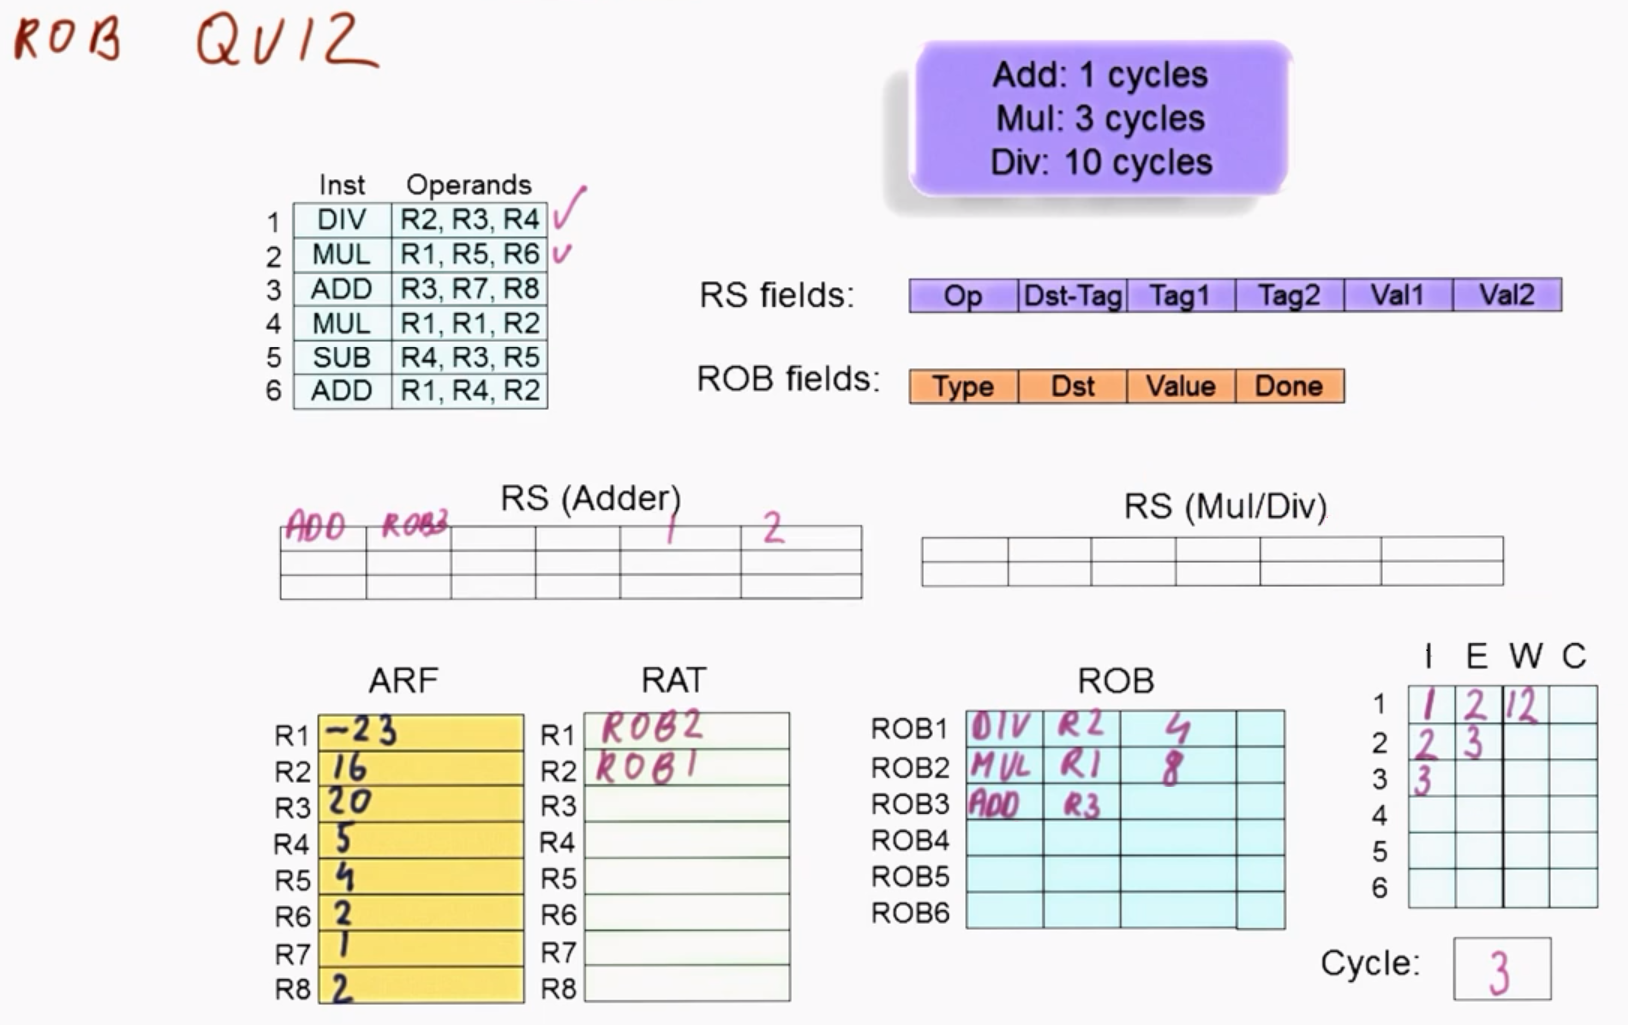 ROB QUIZ
Add: 1 cycles
Mul: 3 cycles
Div: 10 cycles
Inst Operands
1 DIV R2, R3, R4 ✓
2 MUL R1, R5, R6 ✓
3 ADD R3, R7, R8
4 MUL R1, R1, R2
5 SUB R4, R3, R5
6 ADD R1, R4, R2
RS fields: Op Dst-Tag Tag1 Tag2 Val1 Val2
ROB fields: Type Dst Value Done
RS (Adder)
ADD ROB3 1 2
RS (Mul/Div)
ARF
R1 -23
R2 16
R3 20
R4 5
R5 4
R6 2
R7 1
R8 2
RAT
R1 ROB2
R2 ROB1
R3
R4
R5
R6
R7
R8
ROB
ROB1 DIV R2 4
ROB2 MUL R1 8
ROB3 ADD R3
ROB4
ROB5
ROB6
I E W C
1 1 2 12
2 2 3
3 3
4
5
6
Cycle: 3